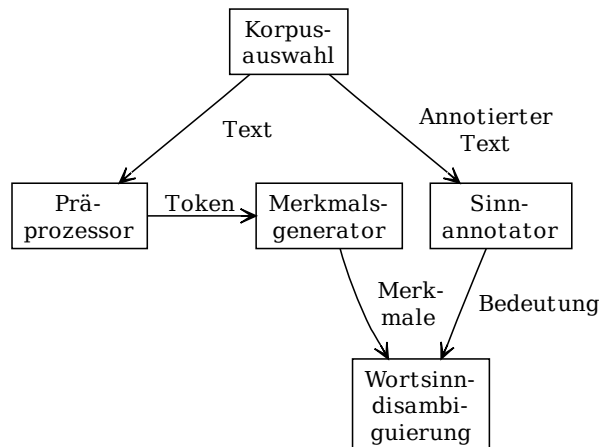 Korpus-
auswahl
Text
Annotierter
Text
Prä-
prozessor
Token
Merkmals-
generator
Sinn-
annotator
Merk-
male
Bedeutung
Wortsinn-
disambi-
guierung